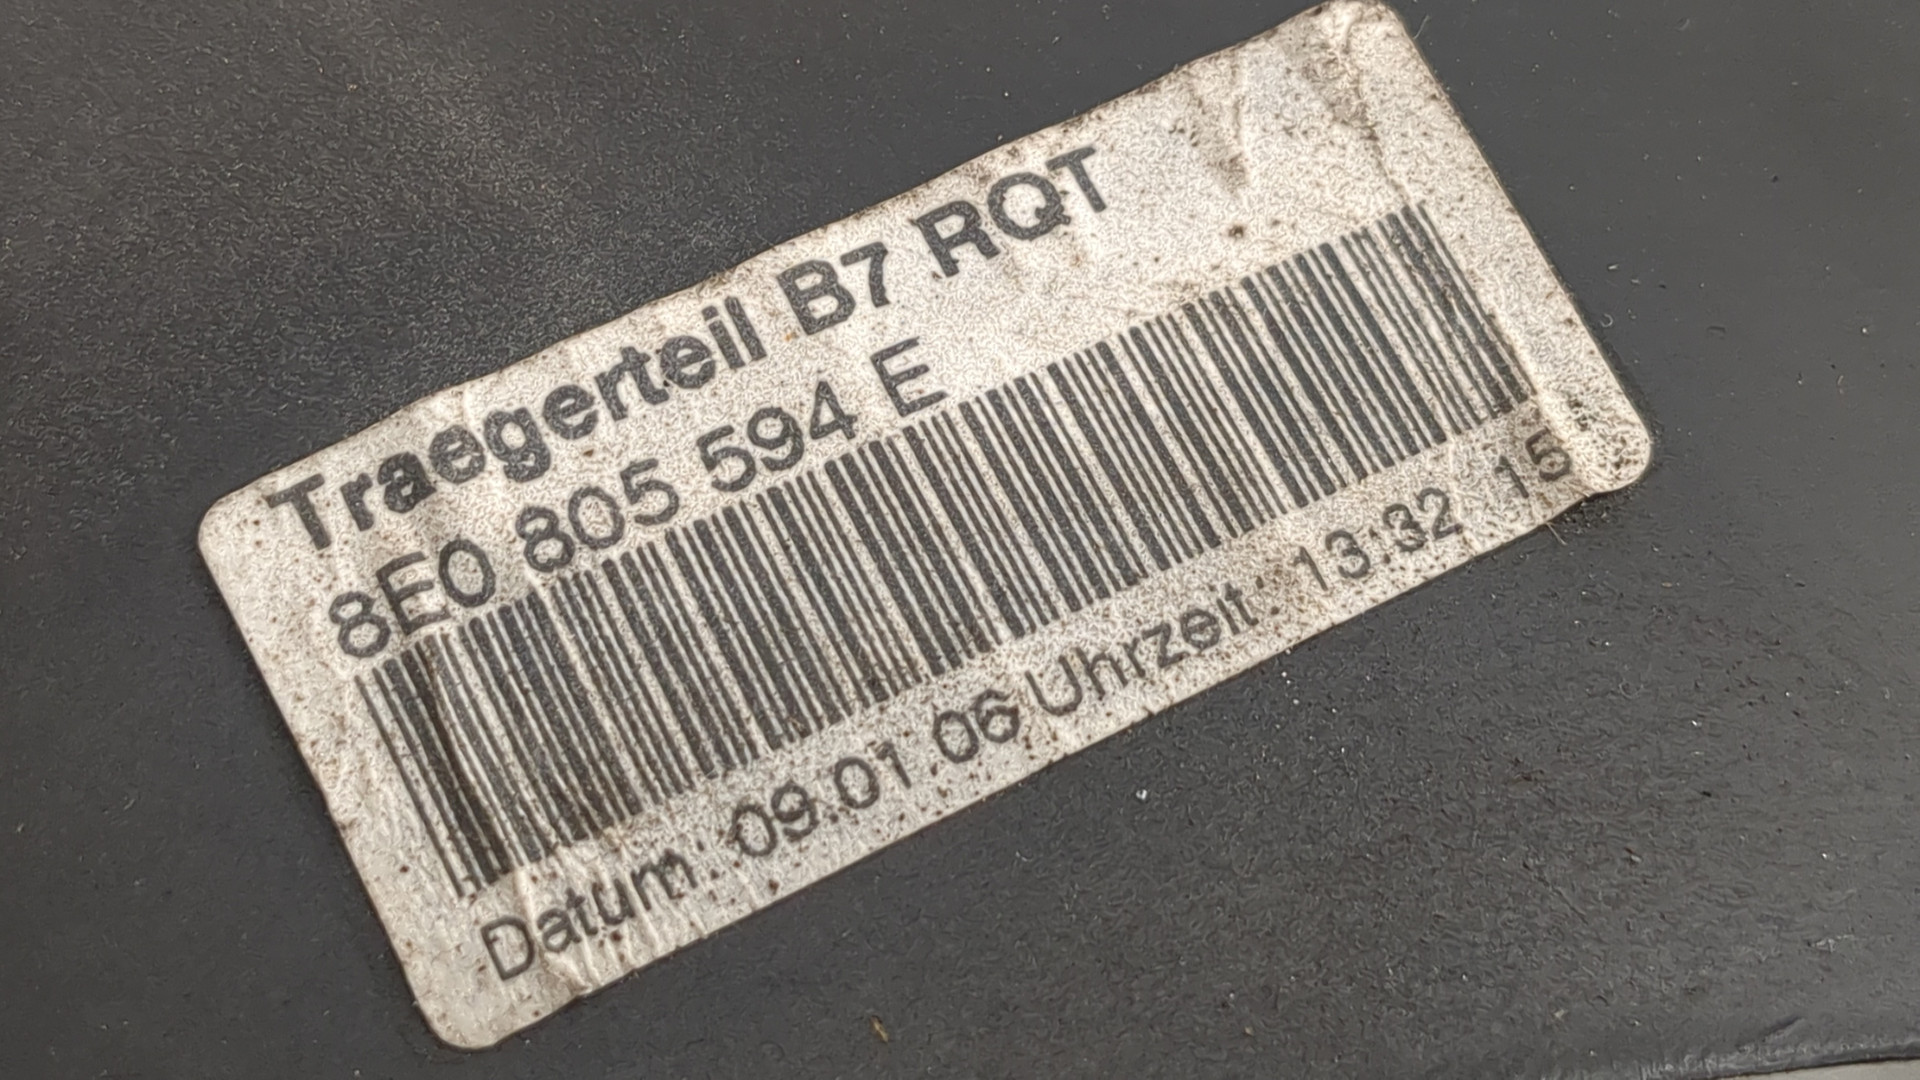 Traegerteil B7 RQT
8E0 805 594 E
Datum: 09.01 06 Uhrzeit: 13:32 15